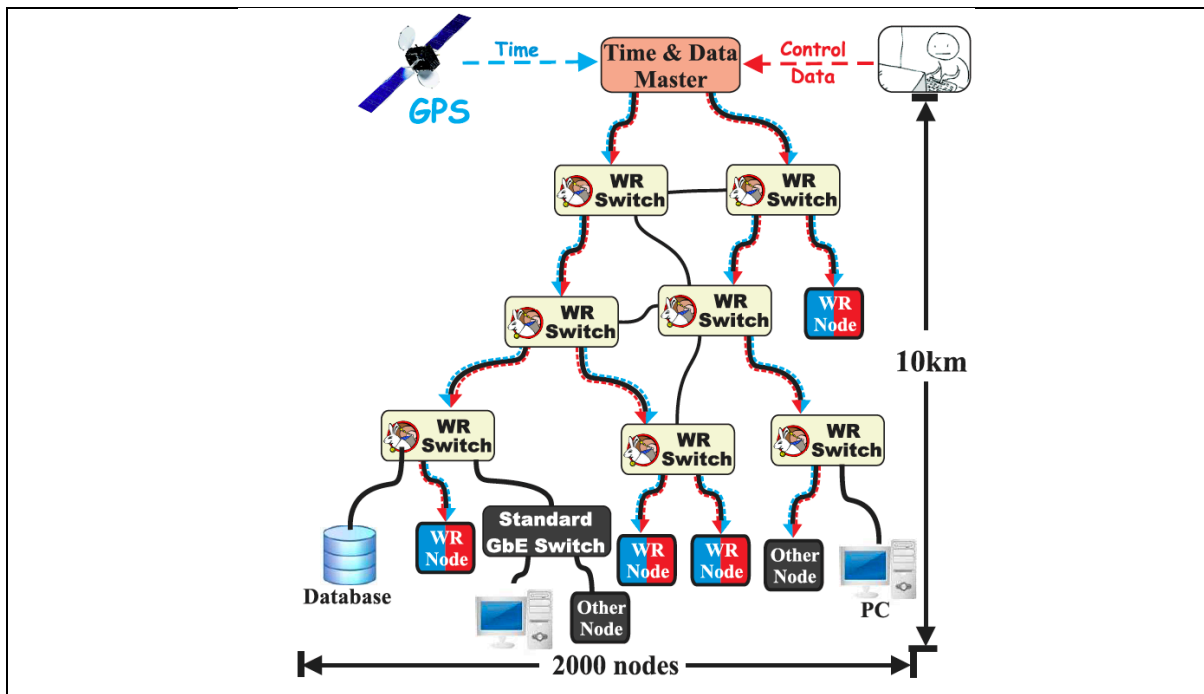 Time
Time & Data
Master
Control
Data
GPS
WR
Switch
WR
Switch
WR
Switch
WR
Switch
WR
Node
10km
WR
Switch
WR
Switch
WR
Switch
Database
WR
Node
Standard
GbE Switch
Other
Node
WR
Node
WR
Node
Other
Node
PC
2000 nodes